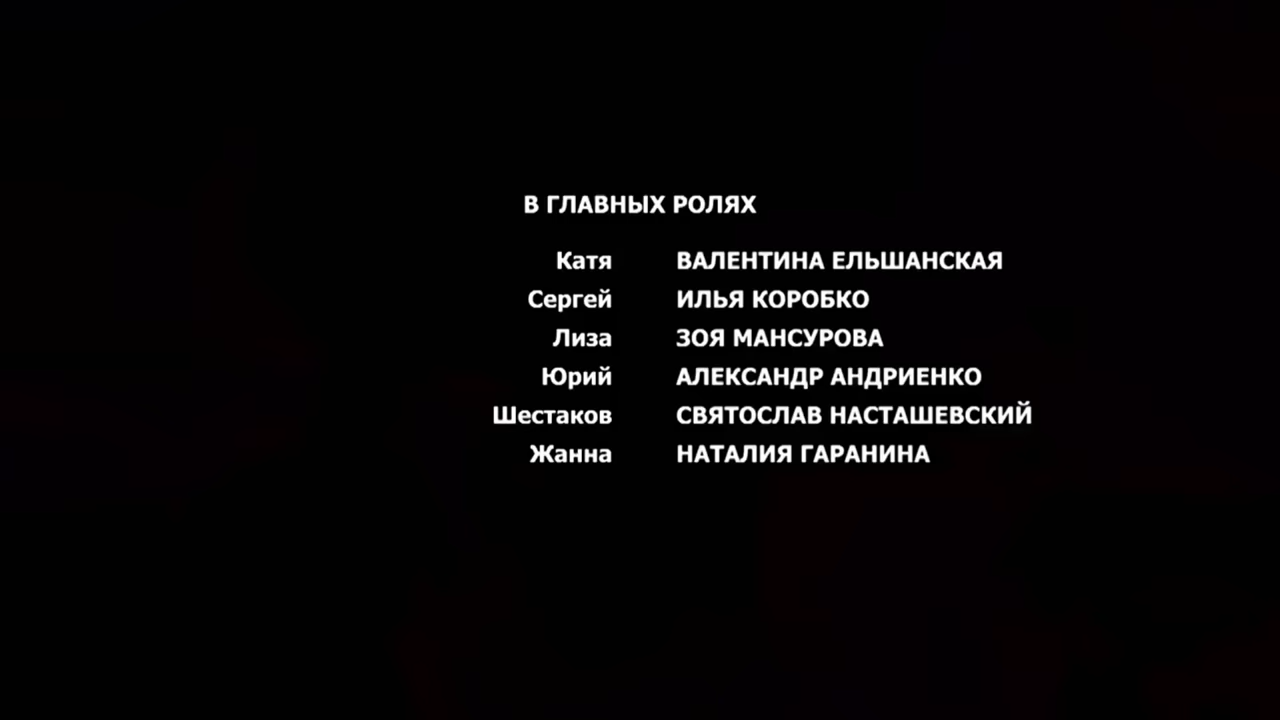 В ГЛАВНЫХ РОЛЯХ
Катя ВАЛЕНТИНА ЕЛЬШАНСКАЯ
Сергей ИЛЬЯ КОРОБКО
Лиза ЗОЯ МАНСУРОВА
Юрий АЛЕКСАНДР АНДРИЕНКО
Шестаков СВЯТОСЛАВ НАСТАШЕВСКИЙ
Жанна НАТАЛИЯ ГАРАНИНА